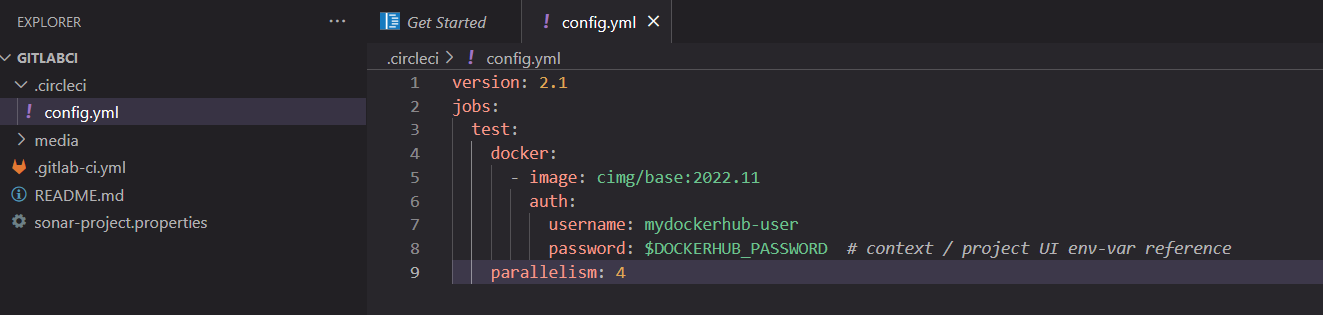 EXPLORER
GITLABCI
.circleci
! config.yml
media
.gitlab-ci.yml
README.md
sonar-project.properties
Get Started
! config.yml
.circleci > ! config.yml
1 version: 2.1
2 jobs:
3 test:
4 docker:
5 - image: cimg/base:2022.11
6 auth:
7 username: mydockerhub-user
8 password: $DOCKERHUB_PASSWORD # context / project UI env-var reference
9 parallelism: 4